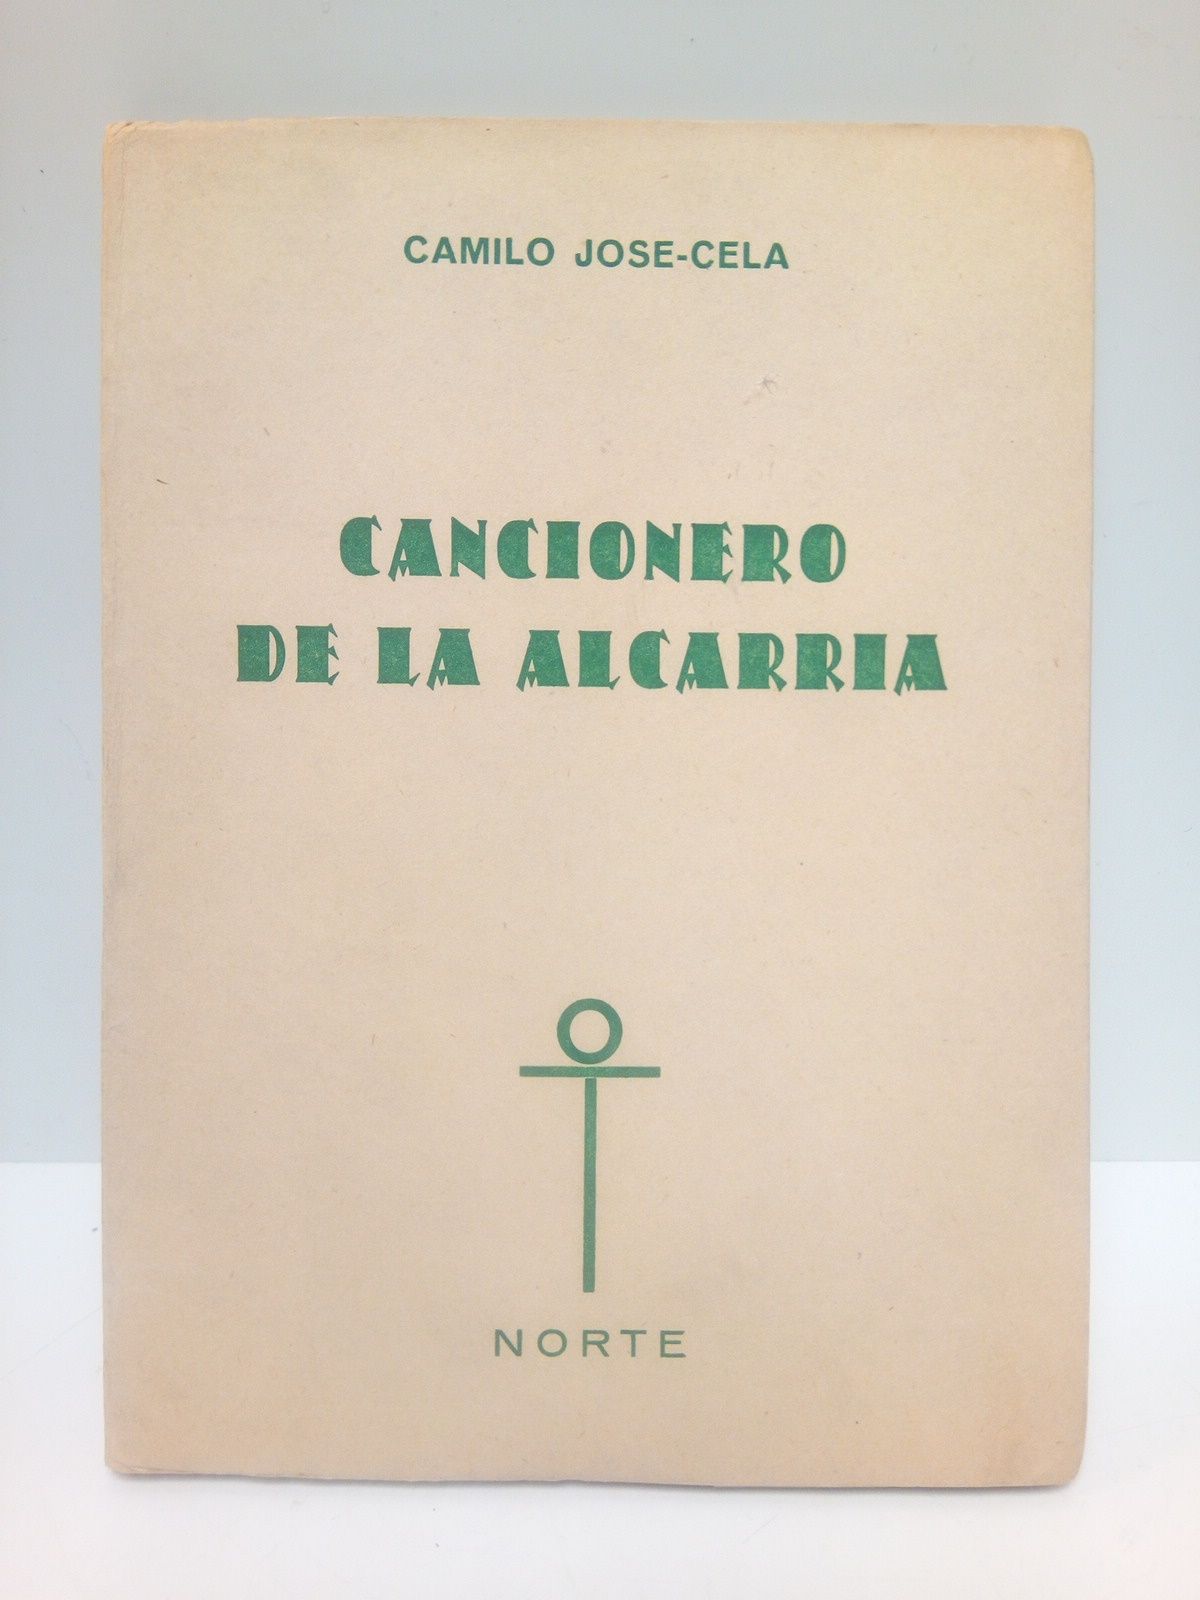 CAMILO JOSE-CELA
CANCIONERO
DE LA ALCARRIA
NORTE